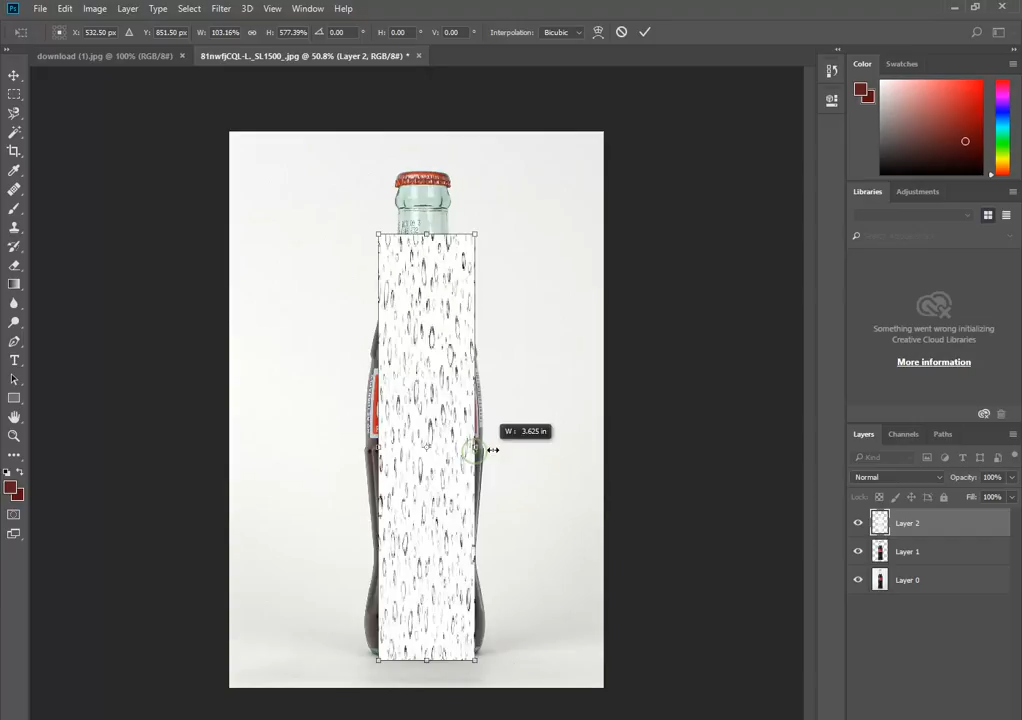 File Edit Image Layer Type Select Filter 3D View Window Help
X: 532.50 px Y: 851.50 px W: 103.16% H: 577.39% 0.00 H: 0.00 V: 0.00 Interpolation: Bicubic
download (1).jpg @ 100% (RGB/8#) × 81nwfjCQL-L._SL1500_.jpg @ 50.8% (Layer 2, RGB/8#) * ×
Color Swatches
Libraries Adjustments
Something went wrong initializing
Creative Cloud Libraries
More information
W : 3.625 in
Layers Channels Paths
Kind
Normal Opacity: 100%
Lock: Fill: 100%
Layer 2
Layer 1
Layer 0